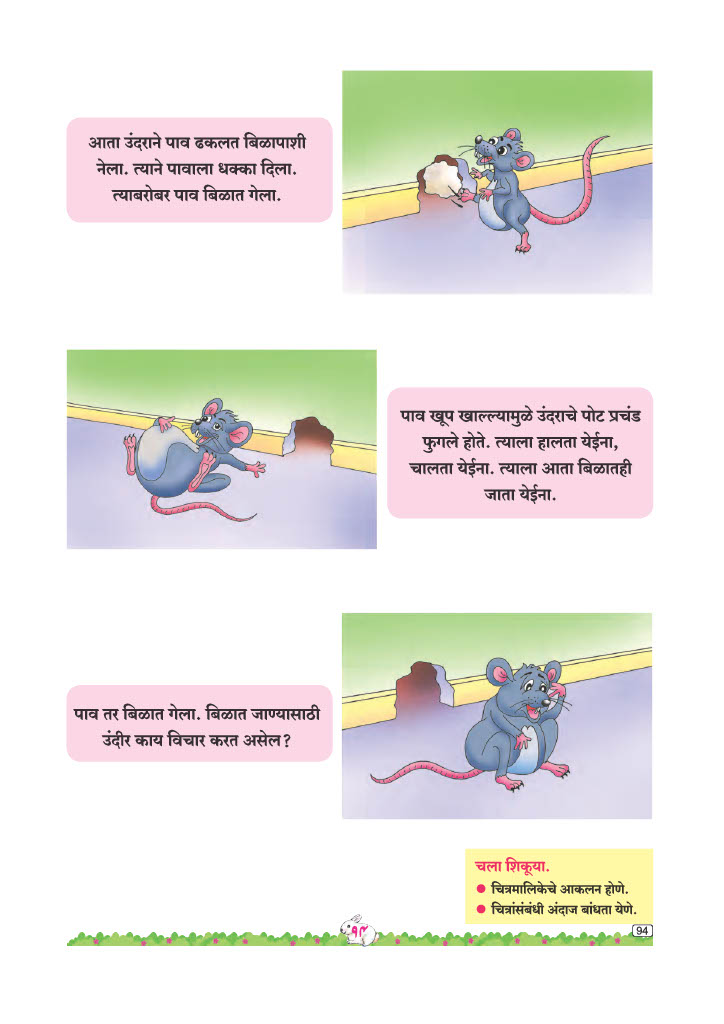 आता उंदराने पाव ढकलत बिळापाशी
नेला. त्याने पावाला धक्का दिला.
त्याबरोबर पाव बिळात गेला.
पाव खूप खाल्ल्यामुळे उंदराचे पोट प्रचंड
फुगले होते. त्याला हालता येईना,
चालता येईना. त्याला आता बिळातही
जाता येईना.
पाव तर बिळात गेला. बिळात जाण्यासाठी
उंदीर काय विचार करत असेल?
चला शिकूया.
● चित्रमालिकेचे आकलन होणे.
● चित्रांसंबंधी अंदाज बांधता येणे.
94